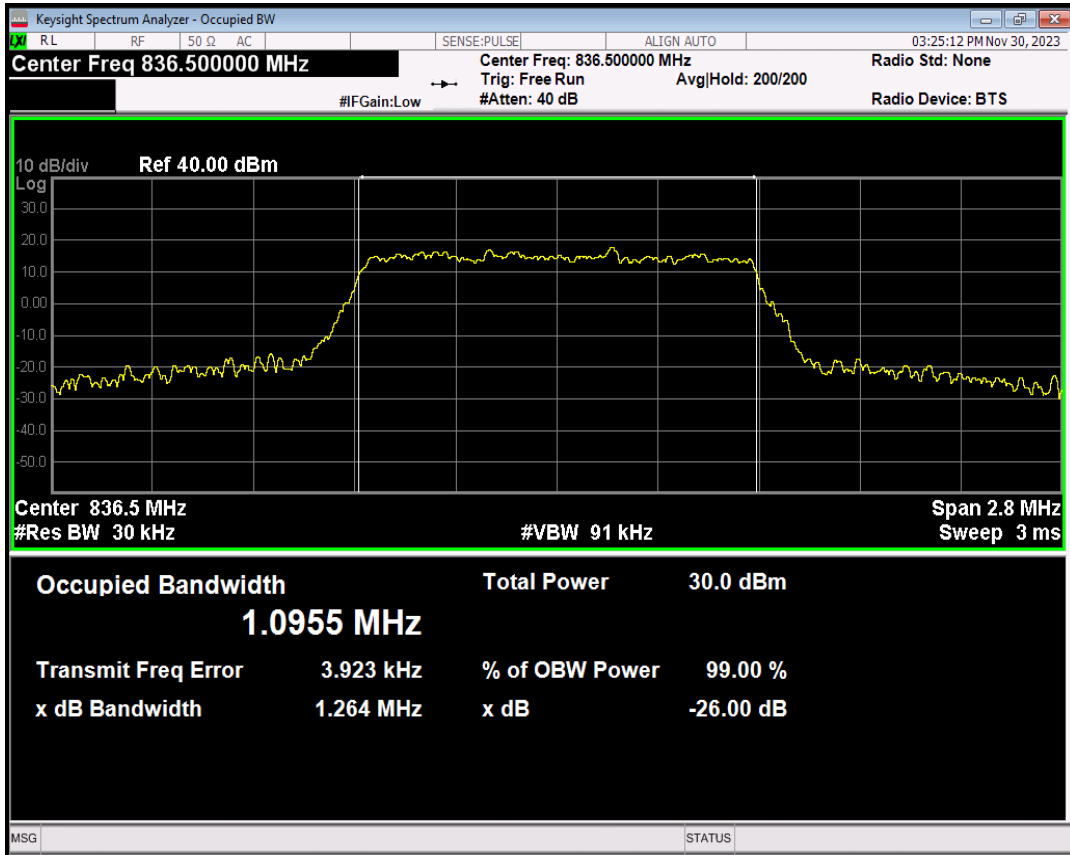 Keysight Spectrum Analyzer - Occupied BW
LXI RL RF 50 Ω AC SENSE:PULSE ALIGN AUTO 03:25:12 PM Nov 30, 2023
Center Freq 836.500000 MHz
Center Freq: 836.500000 MHz Radio Std: None
Trig: Free Run Avg|Hold: 200/200
#IFGain:Low #Atten: 40 dB Radio Device: BTS
10 dB/div Ref 40.00 dBm
Log
30.0
20.0
10.0
0.00
-10.0
-20.0
-30.0
-40.0
-50.0
Center 836.5 MHz Span 2.8 MHz
#Res BW 30 kHz #VBW 91 kHz Sweep 3 ms
Occupied Bandwidth Total Power 30.0 dBm
1.0955 MHz
Transmit Freq Error 3.923 kHz % of OBW Power 99.00 %
x dB Bandwidth 1.264 MHz x dB -26.00 dB
MSG STATUS